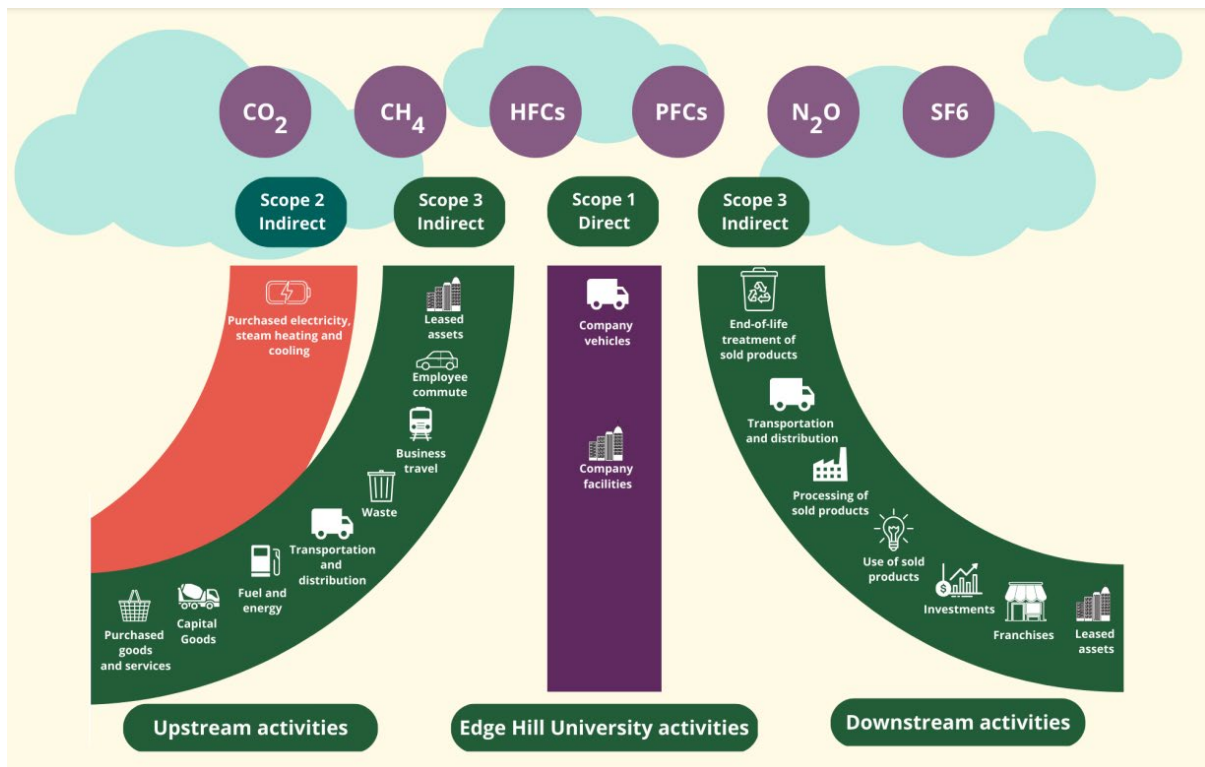 CO2
CH4
HFCs
PFCs
N2O
SF6
Scope 2
Indirect
Scope 3
Indirect
Scope 1
Direct
Scope 3
Indirect
Purchased electricity,
steam heating and
cooling
Leased
assets
Employee
commute
Business
travel
Waste
Transportation
and
distribution
Fuel and
energy
Capital
Goods
Purchased
goods
and services
Company
vehicles
Company
facilities
End-of-life
treatment of
sold products
Transportation
and distribution
Processing of
sold products
Use of sold
products
Investments
Franchises
Leased
assets
Upstream activities
Edge Hill University activities
Downstream activities